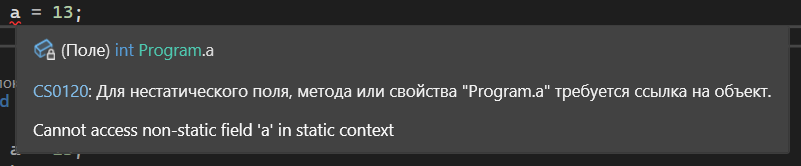 a = 13;
(Поле) int Program.a
CS0120: Для нестатического поля, метода или свойства "Program.a" требуется ссылка на объект.
Cannot access non-static field 'a' in static context